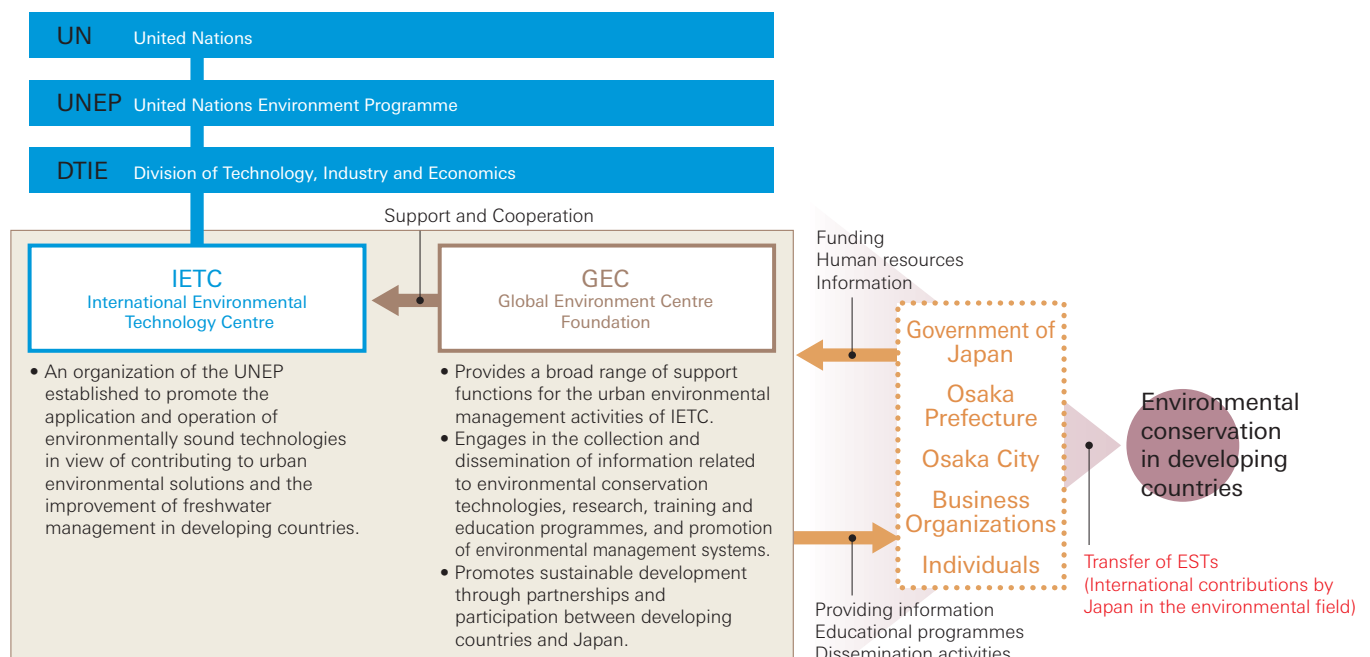 UN United Nations
UNEP United Nations Environment Programme
DTIE Division of Technology, Industry and Economics
Support and Cooperation
IETC
International Environmental
Technology Centre
GEC
Global Environment Centre
Foundation
• An organization of the UNEP
established to promote the
application and operation of
environmentally sound technologies
in view of contributing to urban
environmental solutions and the
improvement of freshwater
management in developing countries.
• Provides a broad range of support
functions for the urban environmental
management activities of IETC.
• Engages in the collection and
dissemination of information related
to environmental conservation
technologies, research, training and
education programmes, and promotion
of environmental management systems.
• Promotes sustainable development
through partnerships and
participation between developing
countries and Japan.
Funding
Human resources
Information
Government of
Japan
Osaka
Prefecture
Osaka City
Business
Organizations
Individuals
Providing information
Educational programmes
Dissemination activities
Environmental
conservation
in developing
countries
Transfer of ESTs
(International contributions by
Japan in the environmental field)